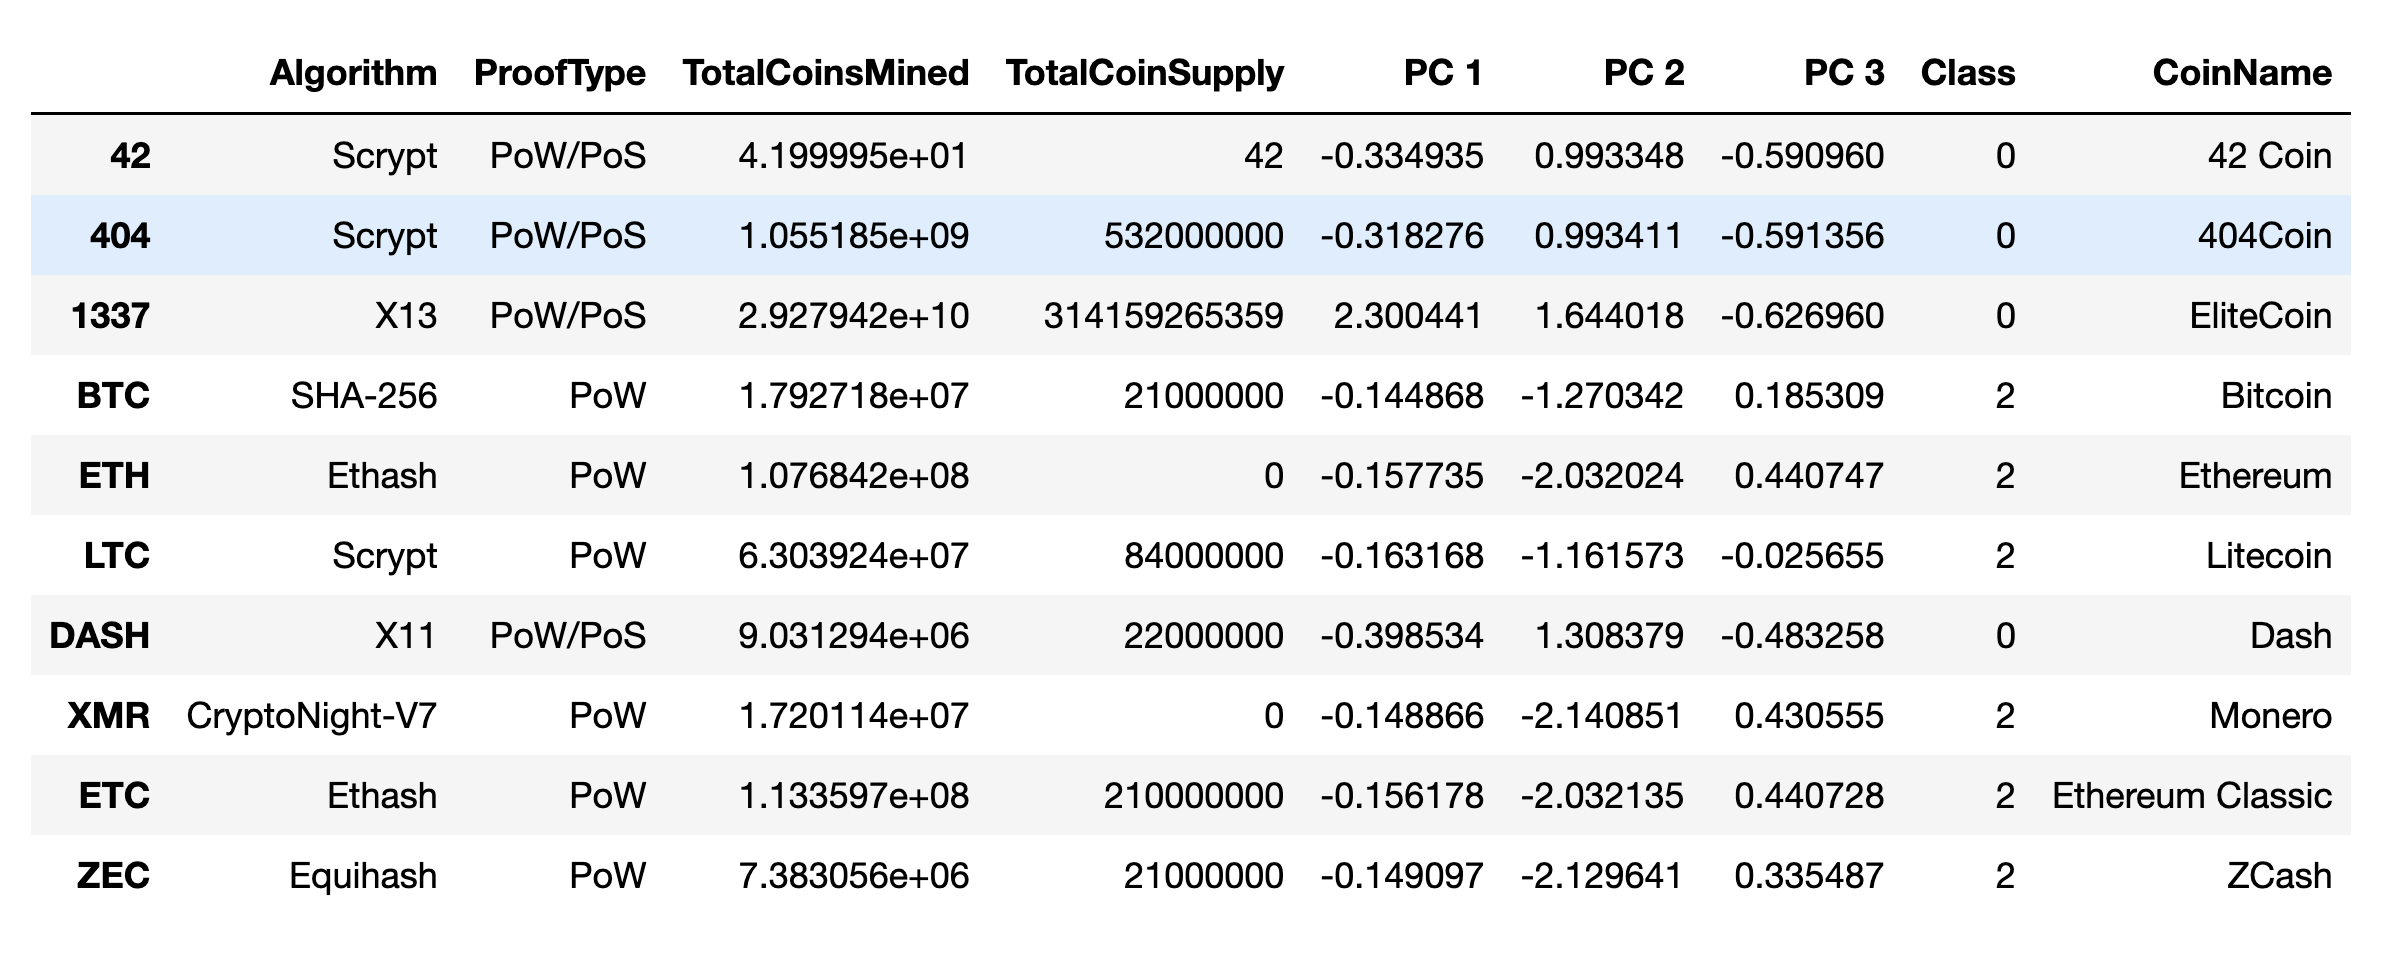 Algorithm ProofType TotalCoinsMined TotalCoinSupply PC 1 PC 2 PC 3 Class CoinName
42 Scrypt PoW/PoS 4.199995e+01 42 -0.334935 0.993348 -0.590960 0 42 Coin
404 Scrypt PoW/PoS 1.055185e+09 532000000 -0.318276 0.993411 -0.591356 0 404Coin
1337 X13 PoW/PoS 2.927942e+10 314159265359 2.300441 1.644018 -0.626960 0 EliteCoin
BTC SHA-256 PoW 1.792718e+07 21000000 -0.144868 -1.270342 0.185309 2 Bitcoin
ETH Ethash PoW 1.076842e+08 0 -0.157735 -2.032024 0.440747 2 Ethereum
LTC Scrypt PoW 6.303924e+07 84000000 -0.163168 -1.161573 -0.025655 2 Litecoin
DASH X11 PoW/PoS 9.031294e+06 22000000 -0.398534 1.308379 -0.483258 0 Dash
XMR CryptoNight-V7 PoW 1.720114e+07 0 -0.148866 -2.140851 0.430555 2 Monero
ETC Ethash PoW 1.133597e+08 210000000 -0.156178 -2.032135 0.440728 2 Ethereum Classic
ZEC Equihash PoW 7.383056e+06 21000000 -0.149097 -2.129641 0.335487 2 ZCash